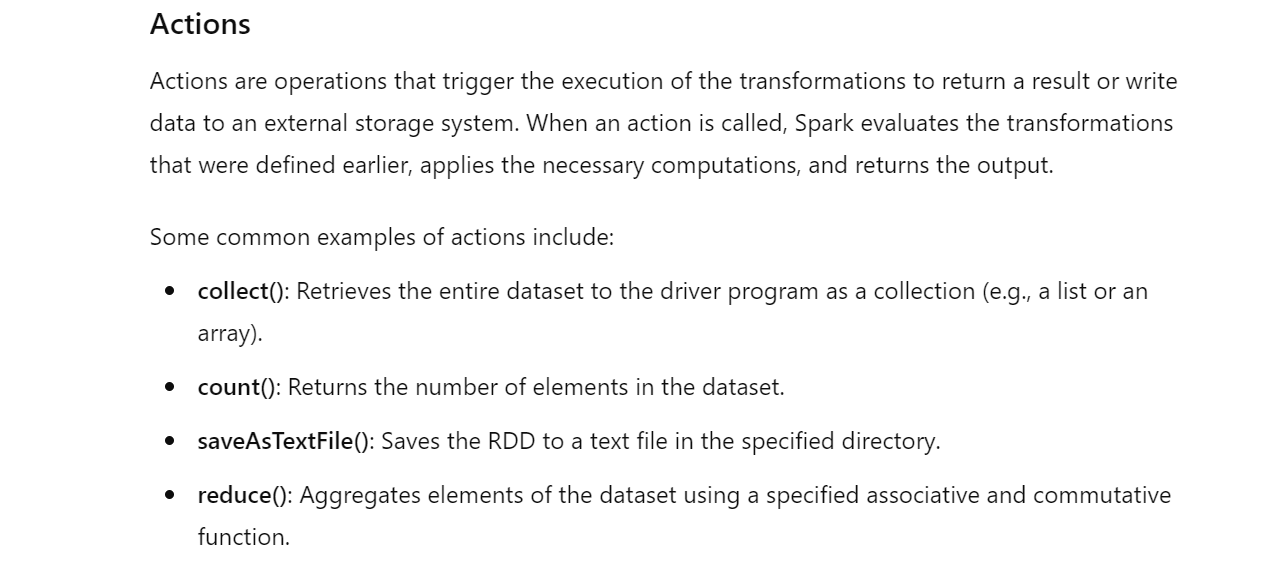 Actions
Actions are operations that trigger the execution of the transformations to return a result or write
data to an external storage system. When an action is called, Spark evaluates the transformations
that were defined earlier, applies the necessary computations, and returns the output.
Some common examples of actions include:
• collect(): Retrieves the entire dataset to the driver program as a collection (e.g., a list or an
array).
• count(): Returns the number of elements in the dataset.
• saveAsTextFile(): Saves the RDD to a text file in the specified directory.
• reduce(): Aggregates elements of the dataset using a specified associative and commutative
function.